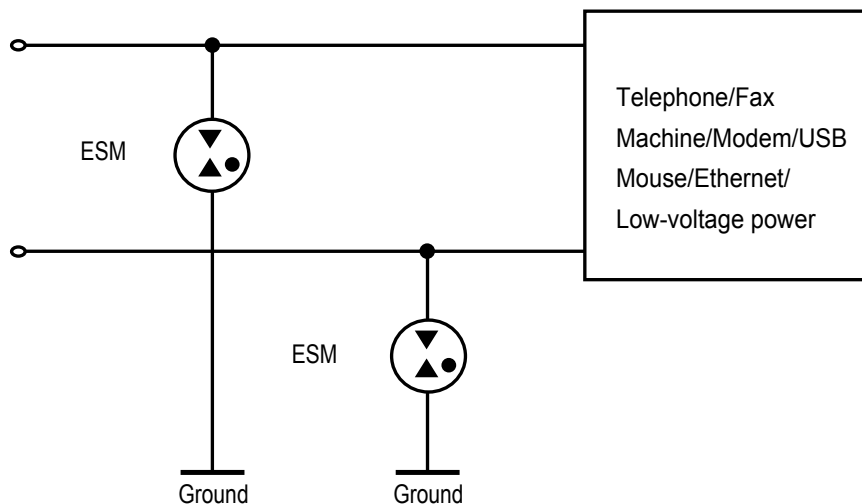 Telephone/Fax
Machine/Modem/USB
Mouse/Ethernet/
Low-voltage power
ESM
ESM
Ground
Ground